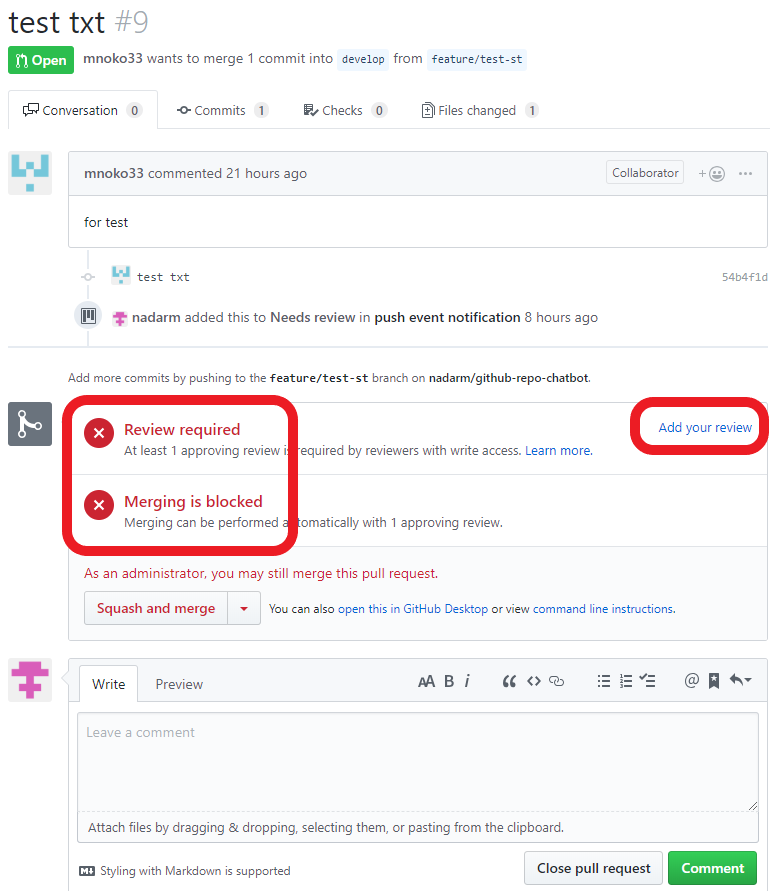 test txt #9
Open mnoko33 wants to merge 1 commit into develop from feature/test-st
Conversation 0 Commits 1 Checks 0 Files changed 1
mnoko33 commented 21 hours ago Collaborator
for test
test txt 54b4f1d
nadarm added this to Needs review in push event notification 8 hours ago
Add more commits by pushing to the feature/test-st branch on nadarm/github-repo-chatbot.
Review required Add your review
At least 1 approving review is required by reviewers with write access. Learn more.
Merging is blocked
Merging can be performed automatically with 1 approving review.
As an administrator, you may still merge this pull request.
Squash and merge You can also open this in GitHub Desktop or view command line instructions.
Write Preview AA B i
Leave a comment
Attach files by dragging & dropping, selecting them, or pasting from the clipboard.
Styling with Markdown is supported Close pull request Comment